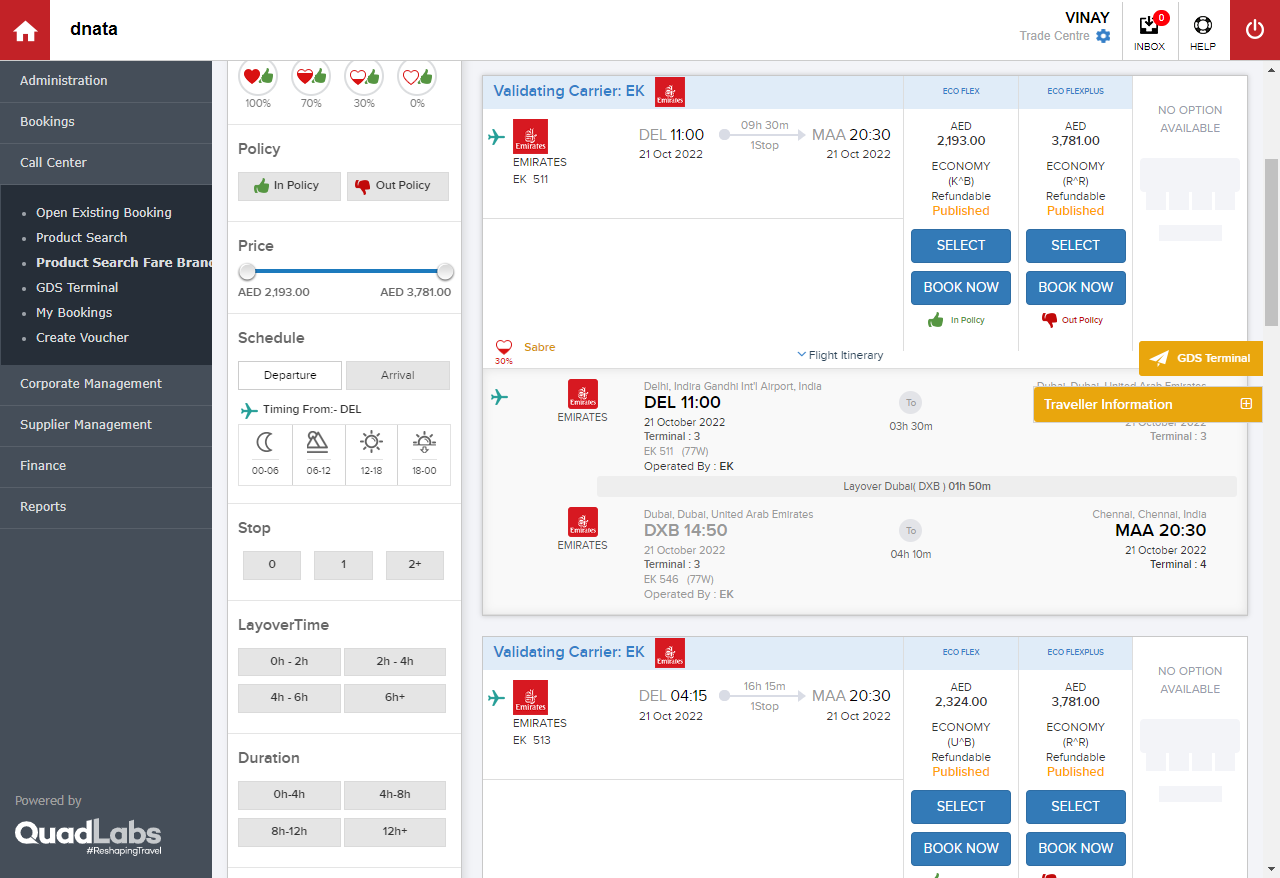 dnata
VINAY
Trade Centre
0
INBOX
HELP
Administration
Bookings
Call Center
Open Existing Booking
Product Search
Product Search Fare Bran
GDS Terminal
My Bookings
Create Voucher
Corporate Management
Supplier Management
Finance
Reports
Powered by
QuadLabs
#ReshapingTravel
100% 70% 30% 0%
Policy
In Policy Out Policy
Price
AED 2,193.00 AED 3,781.00
Schedule
Departure Arrival
Timing From:- DEL
00-06 06-12 12-18 18-00
Stop
0 1 2+
LayoverTime
0h - 2h 2h - 4h
4h - 6h 6h+
Duration
0h-4h 4h-8h
8h-12h 12h+
Validating Carrier: EK Emirates
ECO FLEX ECO FLEXPLUS
Emirates
EMIRATES
EK 511
DEL 11:00
21 Oct 2022
09h 30m
1Stop
MAA 20:30
21 Oct 2022
AED
2,193.00
ECONOMY
(K^B)
Refundable
Published
SELECT
BOOK NOW
In Policy
AED
3,781.00
ECONOMY
(R^R)
Refundable
Published
SELECT
BOOK NOW
Out Policy
NO OPTION
AVAILABLE
30%
Sabre
Flight Itinerary
GDS Terminal
Traveller Information
Emirates
EMIRATES
Delhi, Indira Gandhi Int'l Airport, India
DEL 11:00
21 October 2022
Terminal : 3
EK 511 (77W)
Operated By : EK
To
03h 30m
Dubai, Dubai, United Arab Emirates
Terminal : 3
Layover Dubai( DXB ) 01h 50m
Emirates
EMIRATES
Dubai, Dubai, United Arab Emirates
DXB 14:50
21 October 2022
Terminal : 3
EK 546 (77W)
Operated By : EK
To
04h 10m
Chennai, Chennai, India
MAA 20:30
21 October 2022
Terminal : 4
Validating Carrier: EK Emirates
ECO FLEX ECO FLEXPLUS
Emirates
EMIRATES
EK 513
DEL 04:15
21 Oct 2022
16h 15m
1Stop
MAA 20:30
21 Oct 2022
AED
2,324.00
ECONOMY
(U^B)
Refundable
Published
SELECT
BOOK NOW
AED
3,781.00
ECONOMY
(R^R)
Refundable
Published
SELECT
BOOK NOW
NO OPTION
AVAILABLE